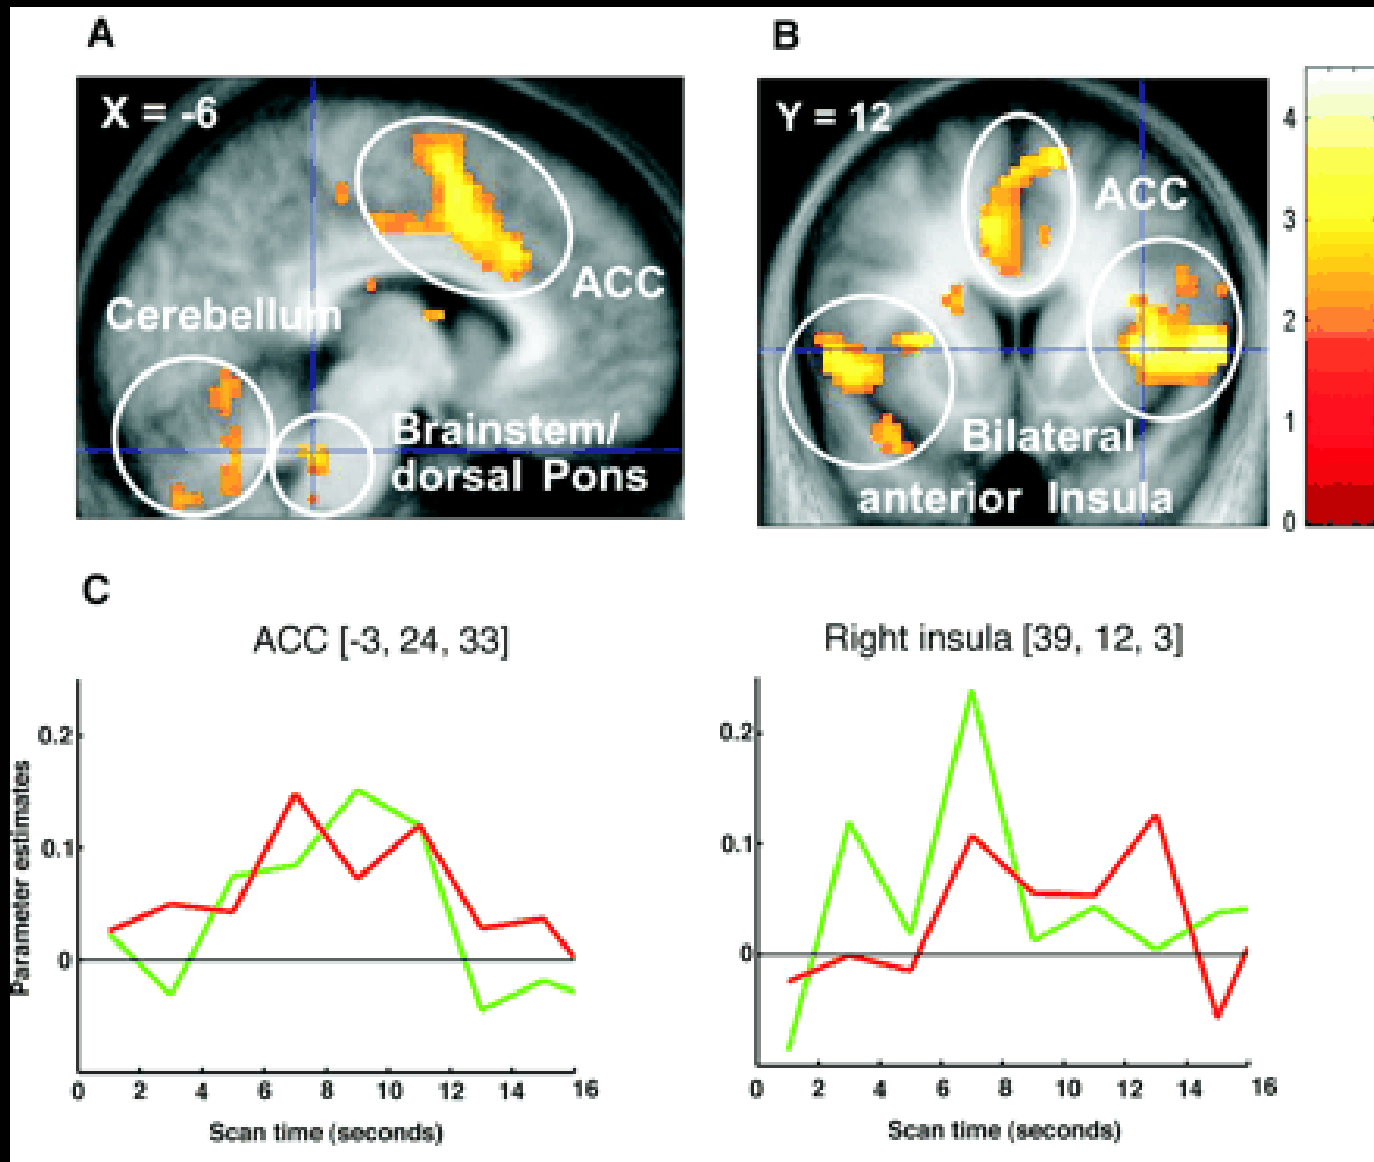 A
X = -6
ACC
Cerebellum
Brainstem/
dorsal Pons
B
Y = 12
ACC
Bilateral
anterior Insula
4
3
2
1
0
C
ACC [-3, 24, 33]
Parameter estimates
0.2
0.1
0
0 2 4 6 8 10 12 14 16
Scan time (seconds)
Right insula [39, 12, 3]
0.2
0.1
0
0 2 4 6 8 10 12 14 16
Scan time (seconds)